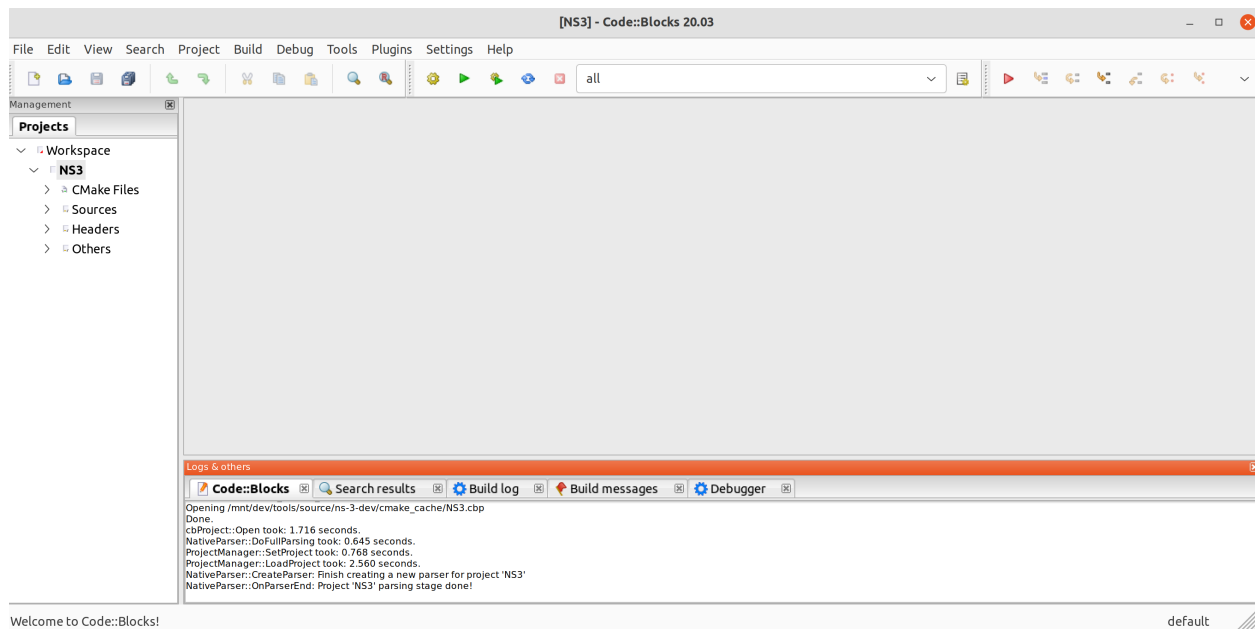 [NS3] - Code::Blocks 20.03
File Edit View Search Project Build Debug Tools Plugins Settings Help
all
Management
Projects
Workspace
NS3
CMake Files
Sources
Headers
Others
Logs & others
Code::Blocks Search results Build log Build messages Debugger
Opening /mnt/dev/tools/source/ns-3-dev/cmake_cache/NS3.cbp
Done.
cbProject::Open took: 1.716 seconds.
NativeParser::DoFullParsing took: 0.645 seconds.
ProjectManager::SetProject took: 0.768 seconds.
ProjectManager::LoadProject took: 2.560 seconds.
NativeParser::CreateParser: Finish creating a new parser for project 'NS3'
NativeParser::OnParserEnd: Project 'NS3' parsing stage done!
Welcome to Code::Blocks! default